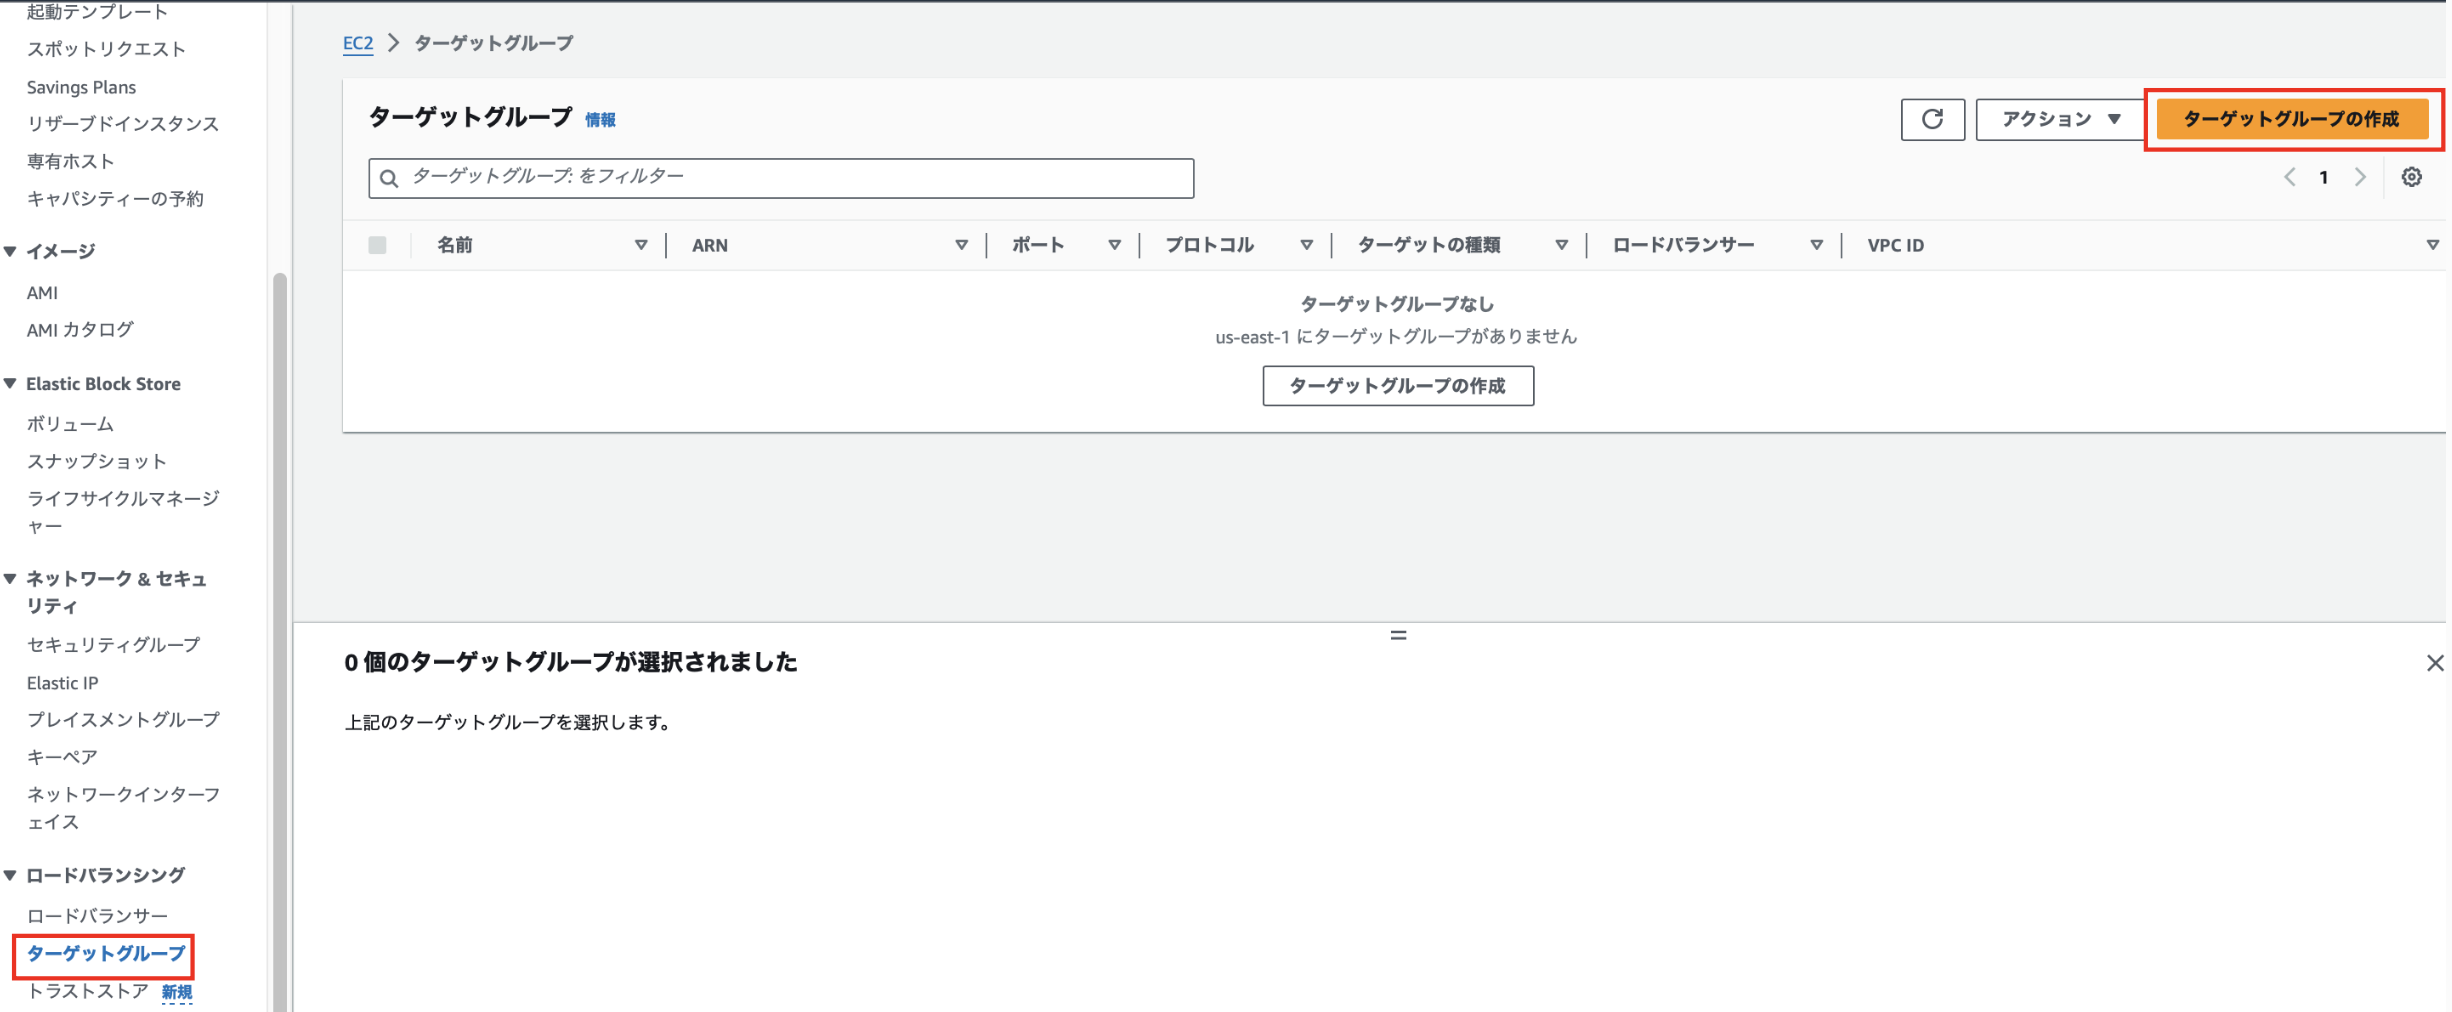 起動テンプレート
スポットリクエスト
Savings Plans
リザーブドインスタンス
専有ホスト
キャパシティーの予約
イメージ
AMI
AMI カタログ
Elastic Block Store
ボリューム
スナップショット
ライフサイクルマネージ
ャー
ネットワーク & セキュ
リティ
セキュリティグループ
Elastic IP
プレイスメントグループ
キーペア
ネットワークインターフ
ェイス
ロードバランシング
ロードバランサー
ターゲットグループ
トラストストア 新規
EC2 ターゲットグループ
ターゲットグループ 情報
アクション
ターゲットグループの作成
ターゲットグループ: をフィルター
1
名前 ARN ポート プロトコル ターゲットの種類 ロードバランサー VPC ID
ターゲットグループなし
us-east-1 にターゲットグループがありません
ターゲットグループの作成
0 個のターゲットグループが選択されました
上記のターゲットグループを選択します。